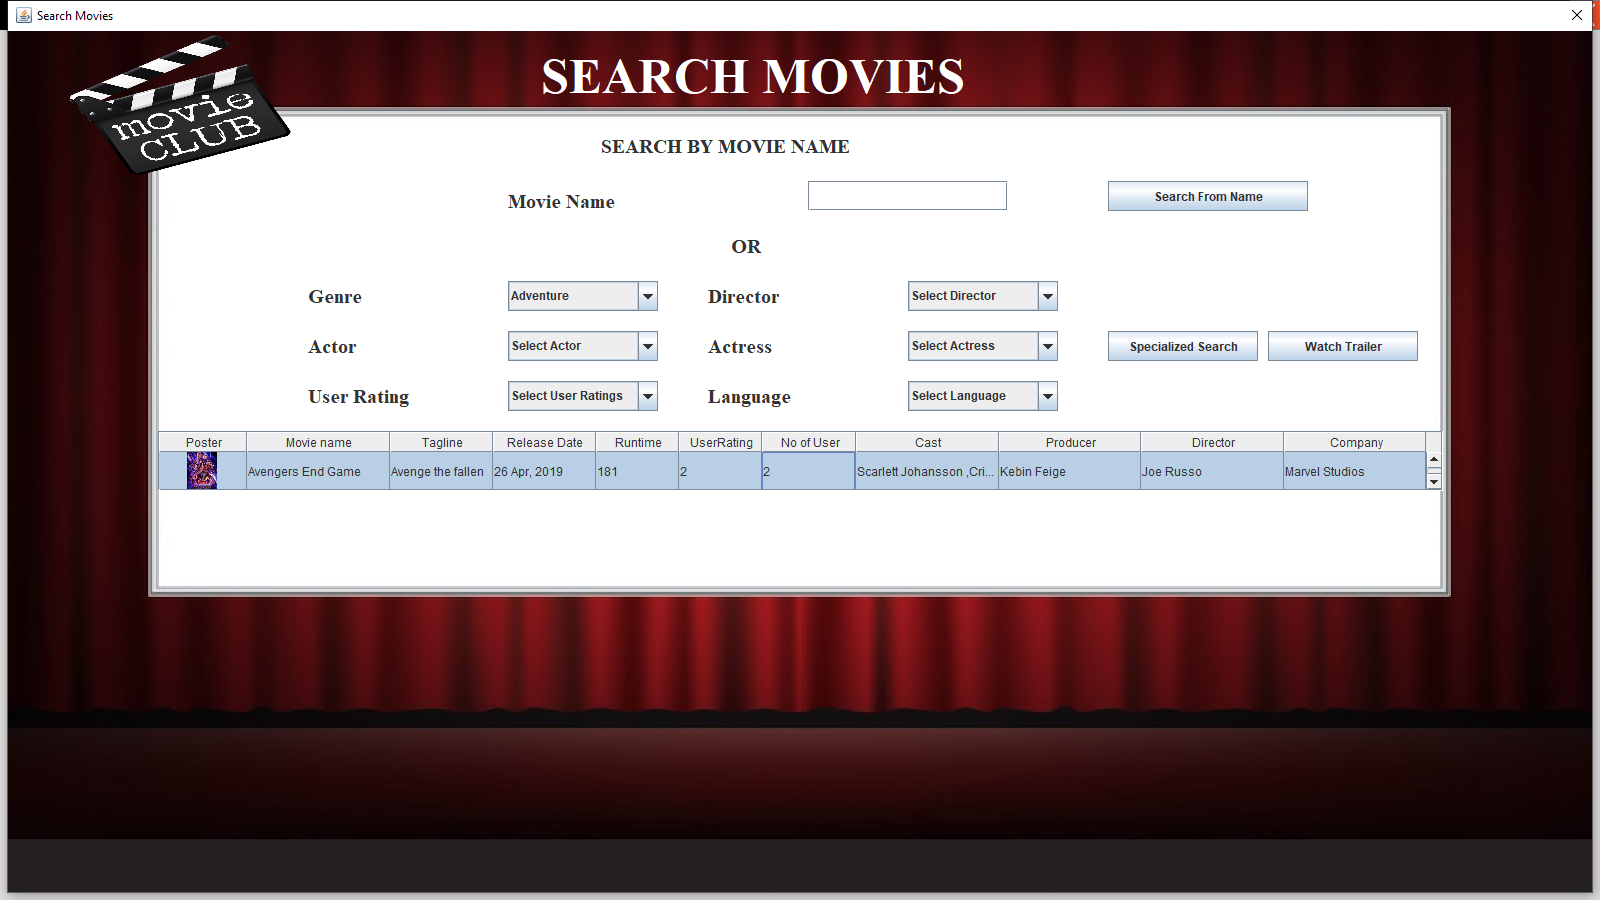 Search Movies
SEARCH MOVIES
movie
CLUB
SEARCH BY MOVIE NAME
Movie Name
Search From Name
OR
Genre Adventure Director Select Director
Actor Select Actor Actress Select Actress Specialized Search Watch Trailer
User Rating Select User Ratings Language Select Language
Poster Movie name Tagline Release Date Runtime UserRating No of User Cast Producer Director Company
Avengers End Game Avenge the fallen 26 Apr, 2019 181 2 2 Scarlett Johansson ,Cri... Kebin Feige Joe Russo Marvel Studios